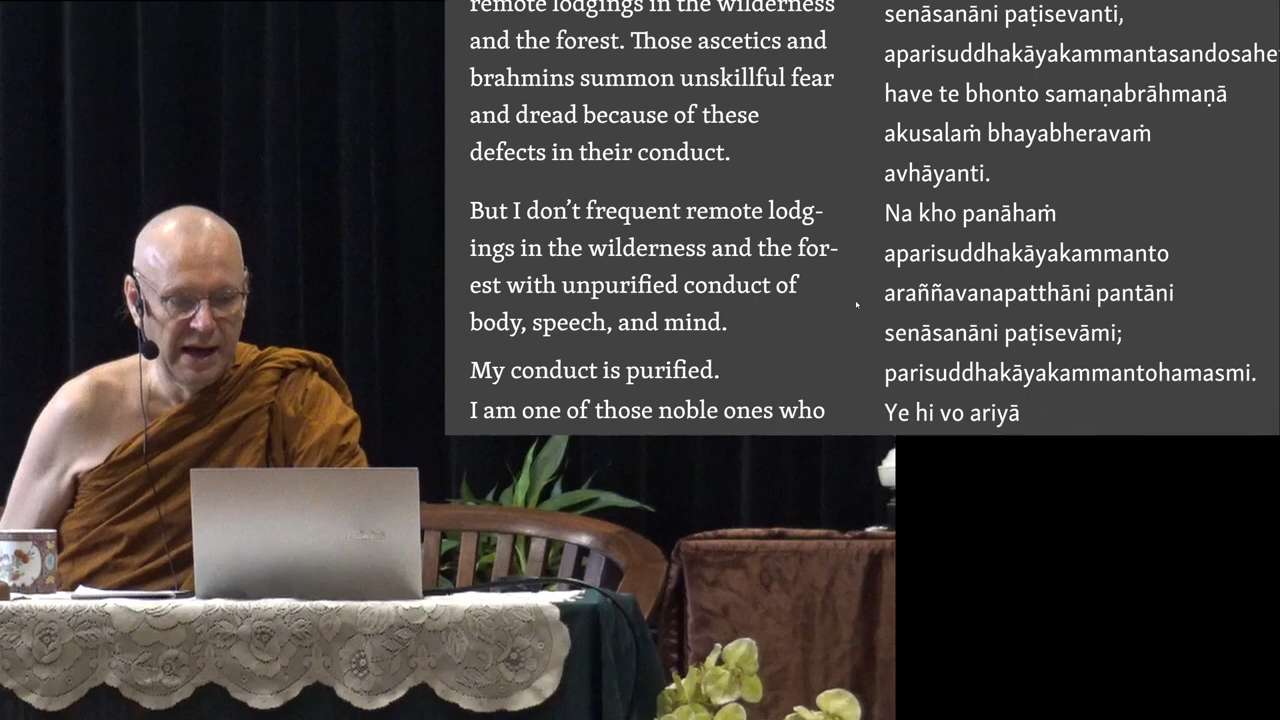 remote lodgings in the wilderness
and the forest. Those ascetics and
brahmins summon unskillful fear
and dread because of these
defects in their conduct.
But I don’t frequent remote lodg-
ings in the wilderness and the for-
est with unpurified conduct of
body, speech, and mind.
My conduct is purified.
I am one of those noble ones who
senāsanāni paṭisevanti,
aparisuddhakāyakammantasandosahe
have te bhonto samaṇabrāhmaṇā
akusalaṁ bhayabheravaṁ
avhāyanti.
Na kho panāhaṁ
aparisuddhakāyakammanto
araññavanapatthāni pantāni
senāsanāni paṭisevāmi;
parisuddhakāyakammantohamasmi.
Ye hi vo ariyā